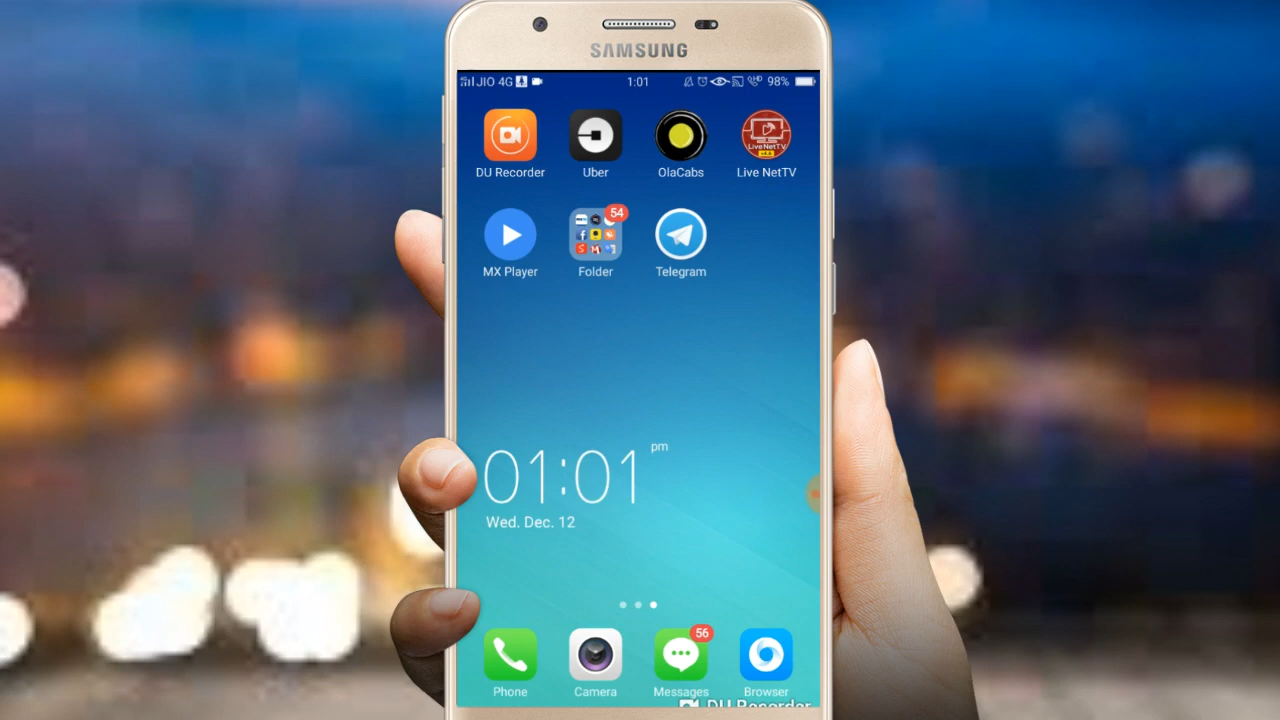 SAMSUNG
JIO 4G 1:01 HD 98%
DU Recorder Uber OlaCabs Live NetTV
54
MX Player Folder Telegram
01:01 pm
Wed. Dec. 12
56
Phone Camera Messages Browser
DU Recorder